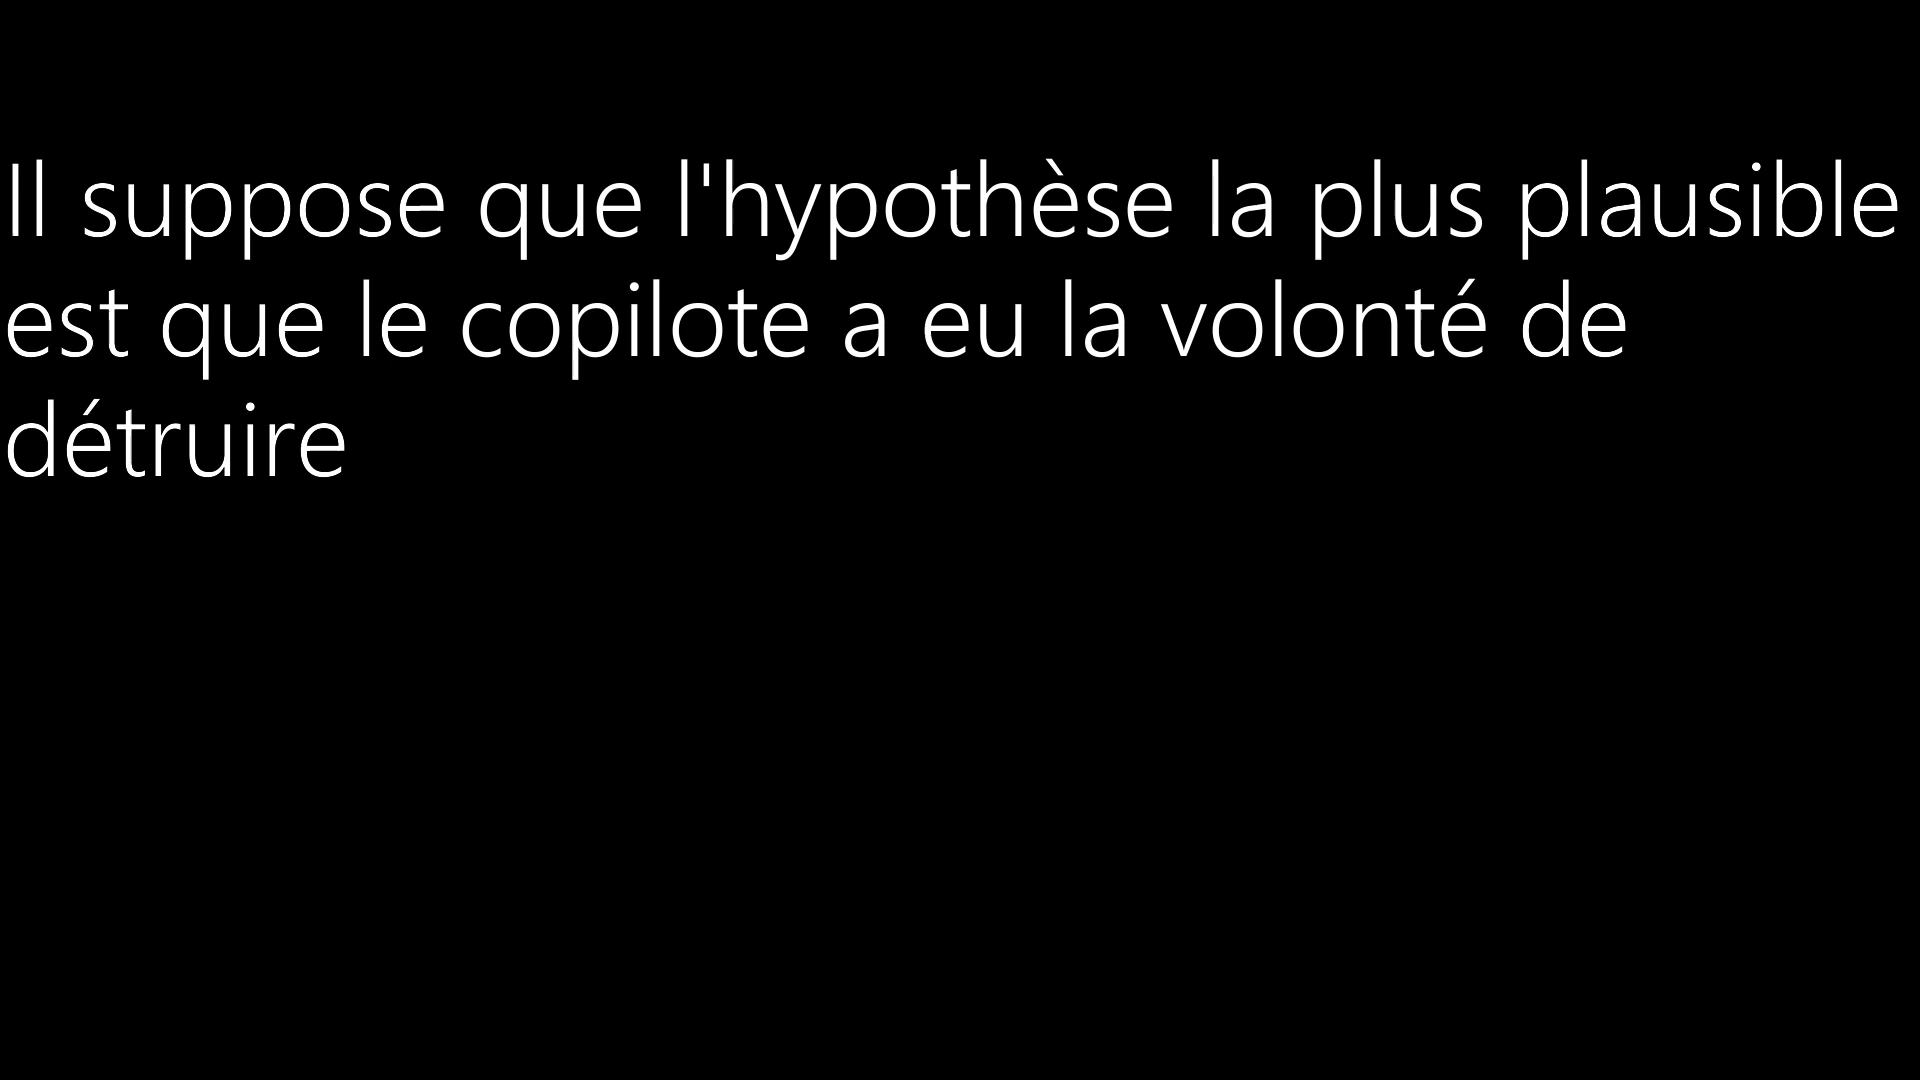 Il suppose que l'hypothèse la plus plausible
est que le copilote a eu la volonté de
détruire